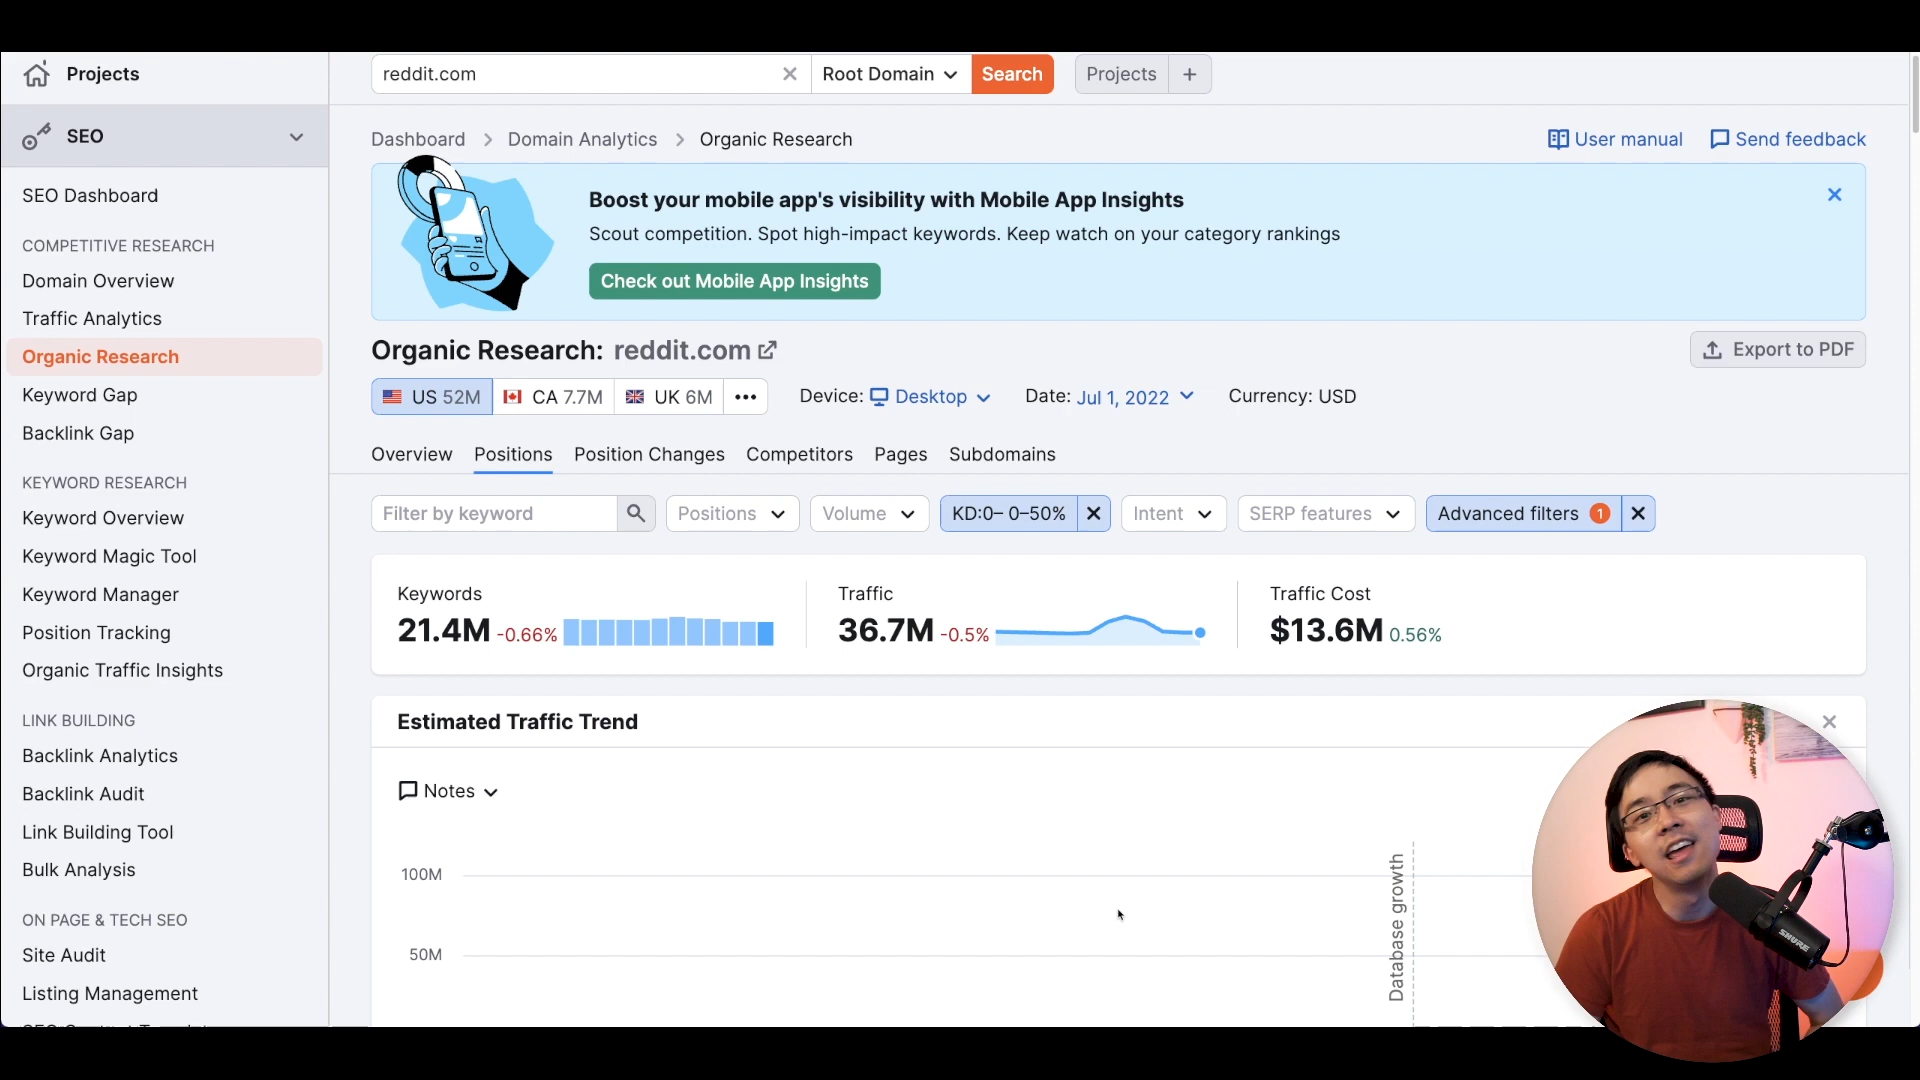 Projects
reddit.com
Root Domain
Search
Projects
+
SEO
Dashboard
Domain Analytics
Organic Research
User manual
Send feedback
Boost your mobile app's visibility with Mobile App Insights
Scout competition. Spot high-impact keywords. Keep watch on your category rankings
Check out Mobile App Insights
SEO Dashboard
COMPETITIVE RESEARCH
Domain Overview
Traffic Analytics
Organic Research
Keyword Gap
Backlink Gap
KEYWORD RESEARCH
Keyword Overview
Keyword Magic Tool
Keyword Manager
Position Tracking
Organic Traffic Insights
LINK BUILDING
Backlink Analytics
Backlink Audit
Link Building Tool
Bulk Analysis
ON PAGE & TECH SEO
Site Audit
Listing Management
Organic Research: reddit.com
Export to PDF
US 52M
CA 7.7M
UK 6M
Device: Desktop
Date: Jul 1, 2022
Currency: USD
Overview
Positions
Position Changes
Competitors
Pages
Subdomains
Filter by keyword
Positions
Volume
KD:0– 0–50%
Intent
SERP features
Advanced filters 1
Keywords
21.4M -0.66%
Traffic
36.7M -0.5%
Traffic Cost
$13.6M 0.56%
Estimated Traffic Trend
Notes
100M
50M
Database growth
SHURE